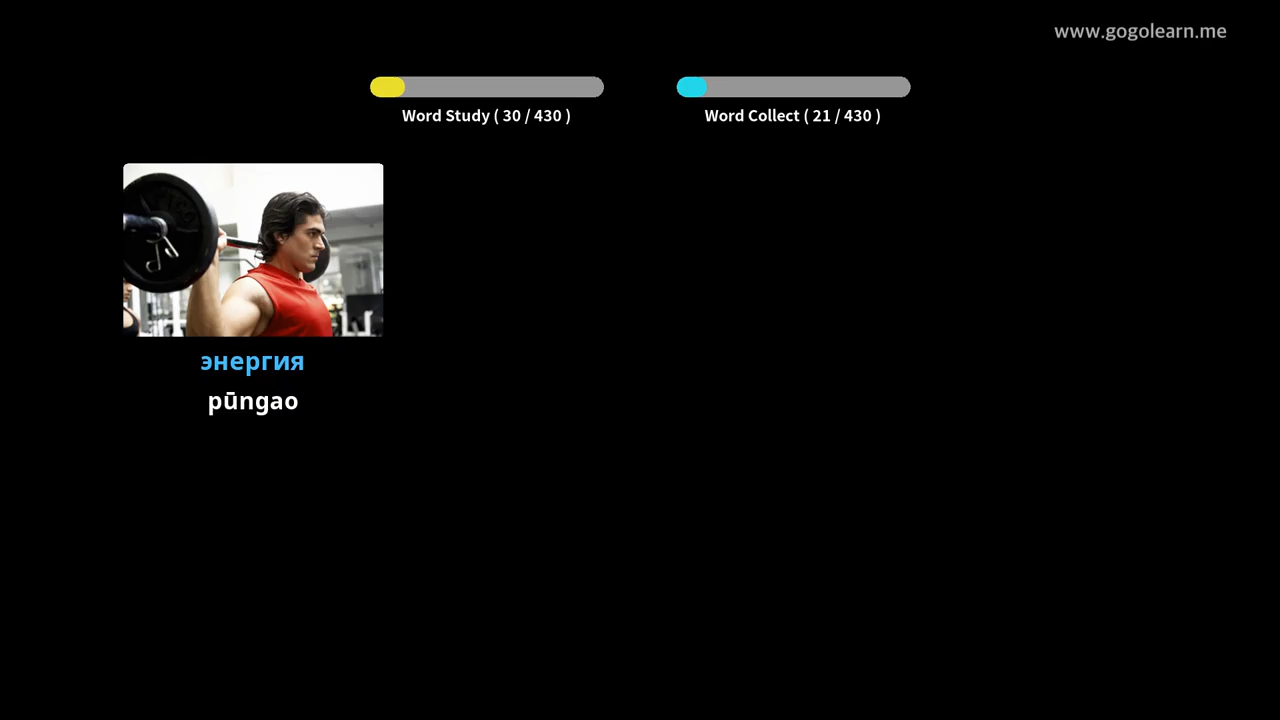 www.gogolearn.me
Word Study ( 30 / 430 )
Word Collect ( 21 / 430 )
энергия
pūngao